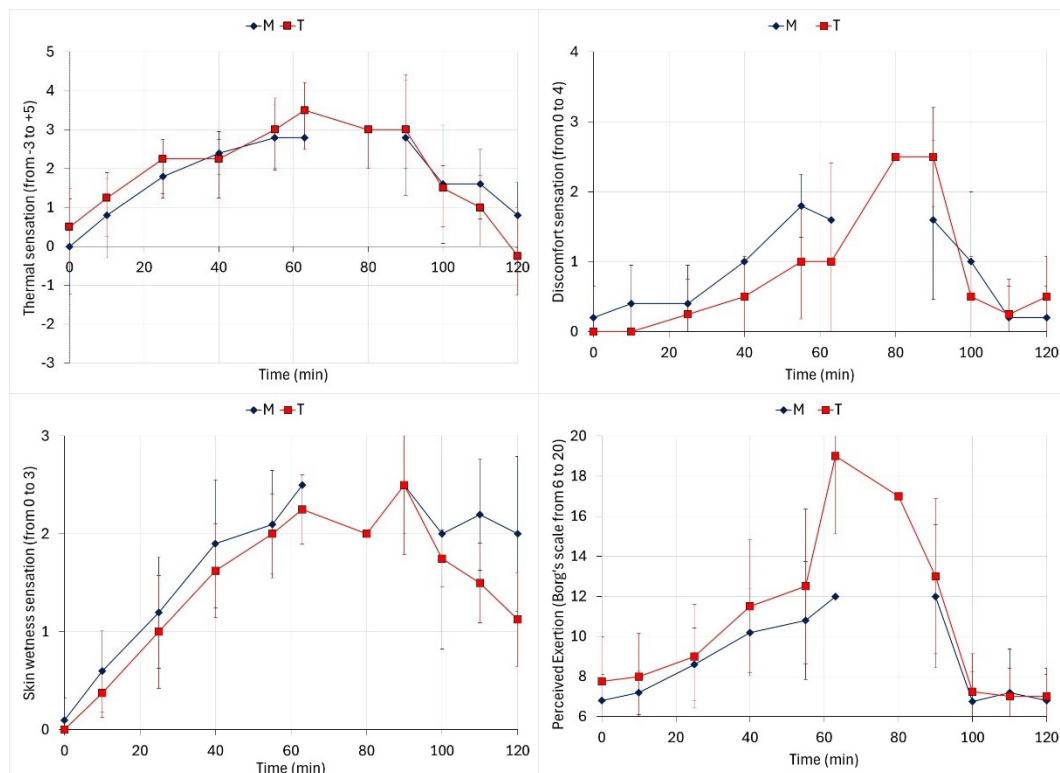 M T
Thermal sensation (from -3 to +5)
5
4
3
2
1
0
-1
-2
-3
0 20 40 60 80 100 120
Time (min)
M T
Discomfort sensation (from 0 to 4)
4
3
2
1
0
0 20 40 60 80 100 120
Time (min)
M T
Skin wetness sensation (from 0 to 3)
3
2
1
0
0 20 40 60 80 100 120
Time (min)
M T
Perceived Exertion (Borg's scale from 6 to 20)
20
18
16
14
12
10
8
6
0 20 40 60 80 100 120
Time (min)